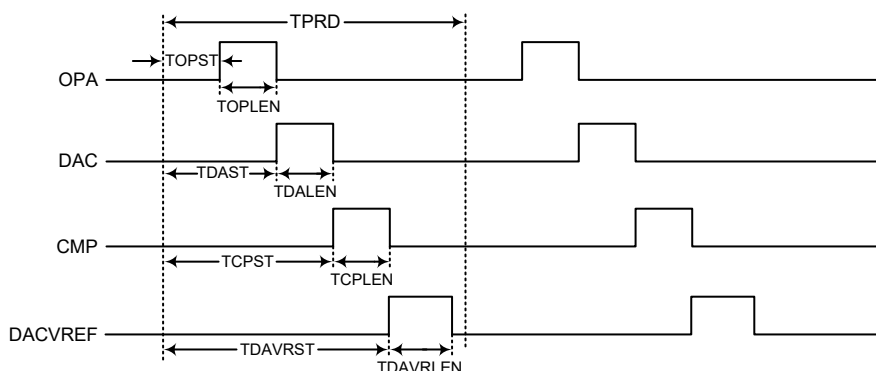 TPRD
TOPST
OPA
TOPLEN
DAC
TDAST
TDALEN
CMP
TCPST
TCPLEN
DACVREF
TDAVRST
TDAVRLEN